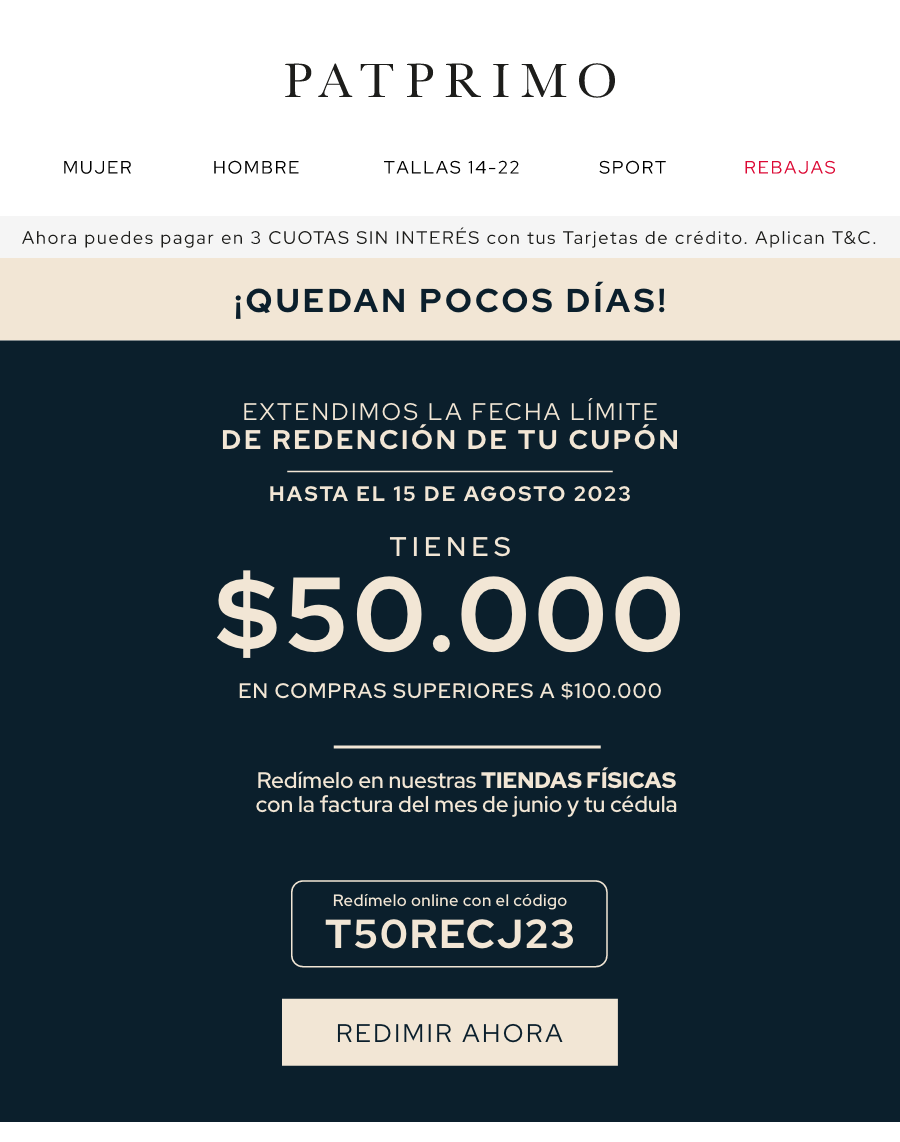 PATPRIMO
MUJER HOMBRE TALLAS 14-22 SPORT REBAJAS
Ahora puedes pagar en 3 CUOTAS SIN INTERÉS con tus Tarjetas de crédito. Aplican T&C.
¡QUEDAN POCOS DÍAS!
EXTENDIMOS LA FECHA LÍMITE
DE REDENCIÓN DE TU CUPÓN
HASTA EL 15 DE AGOSTO 2023
TIENES
$50.000
EN COMPRAS SUPERIORES A $100.000
Redímelo en nuestras TIENDAS FÍSICAS
con la factura del mes de junio y tu cédula
Redímelo online con el código
T50RECJ23
REDIMIR AHORA